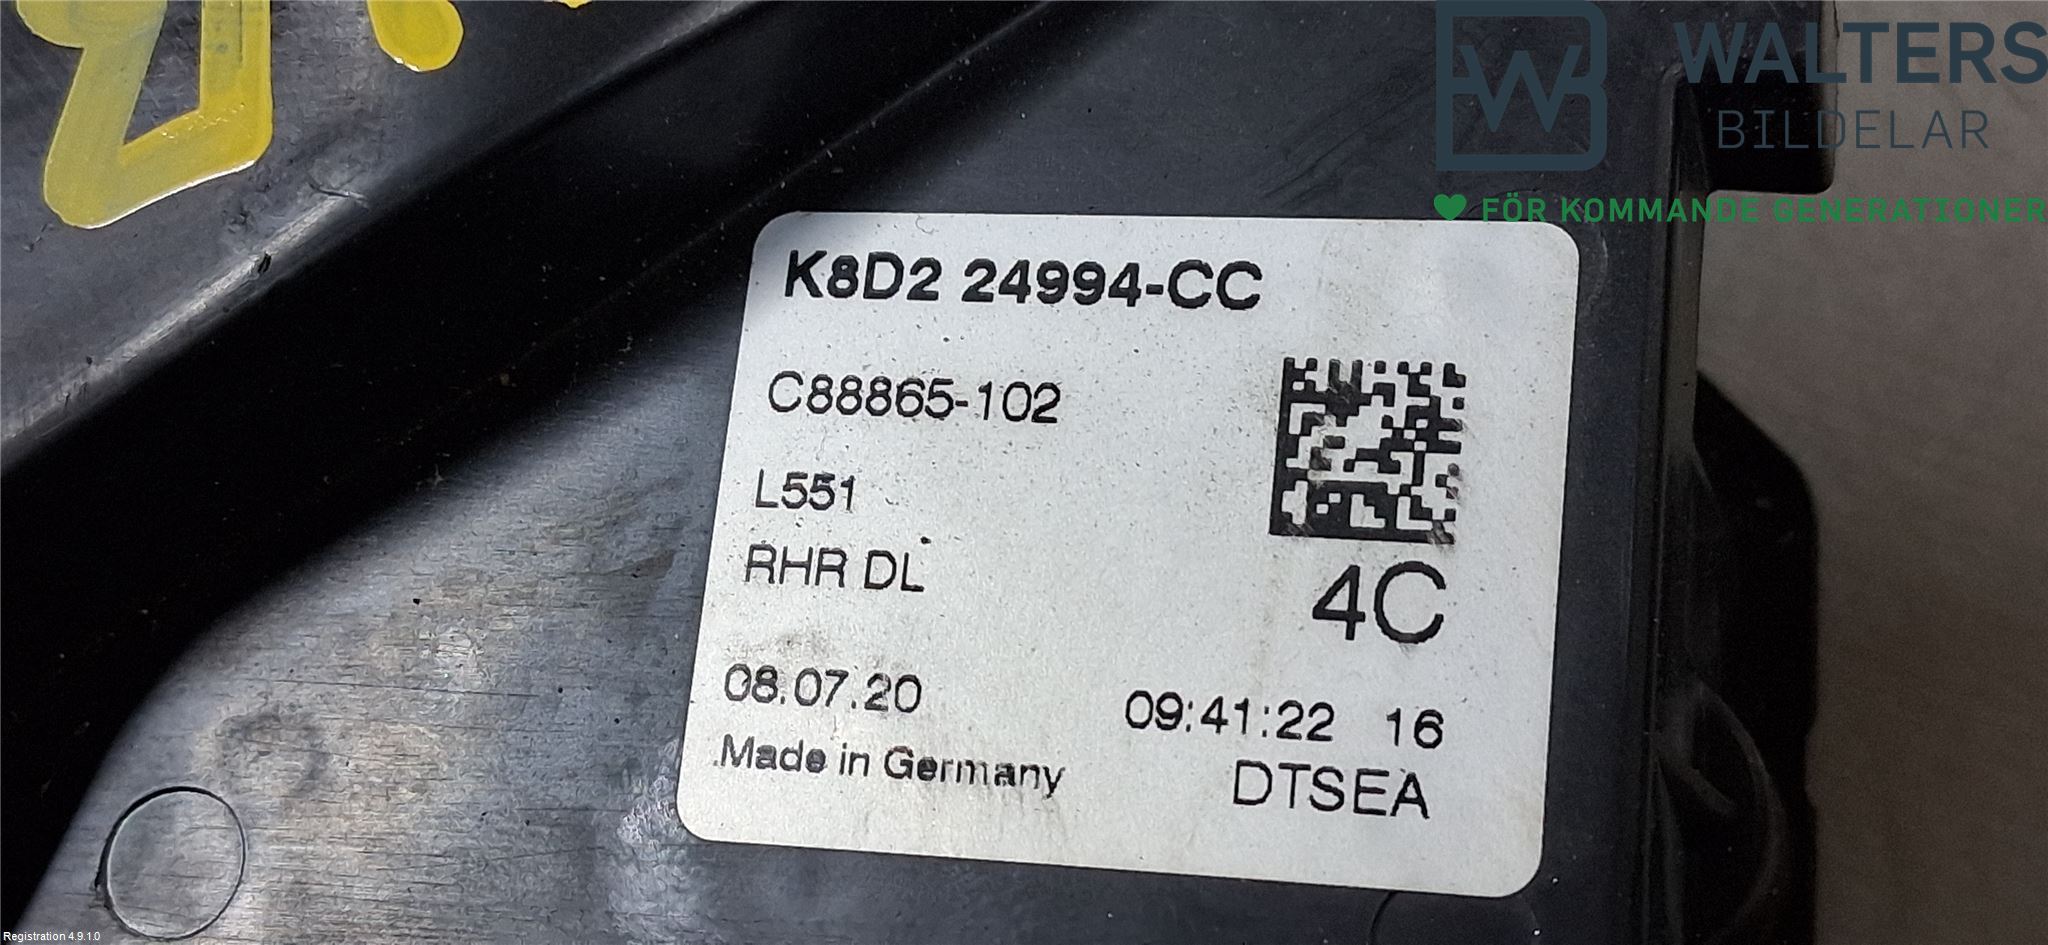 WALTERS
BILDELAR
FÖR KOMMANDE GENERATIONER
K8D2 24994-CC
C88865-102
L551
RHR DL
4C
08.07.20
09:41:22 16
Made in Germany
DTSEA
Registration 4.9.1.0